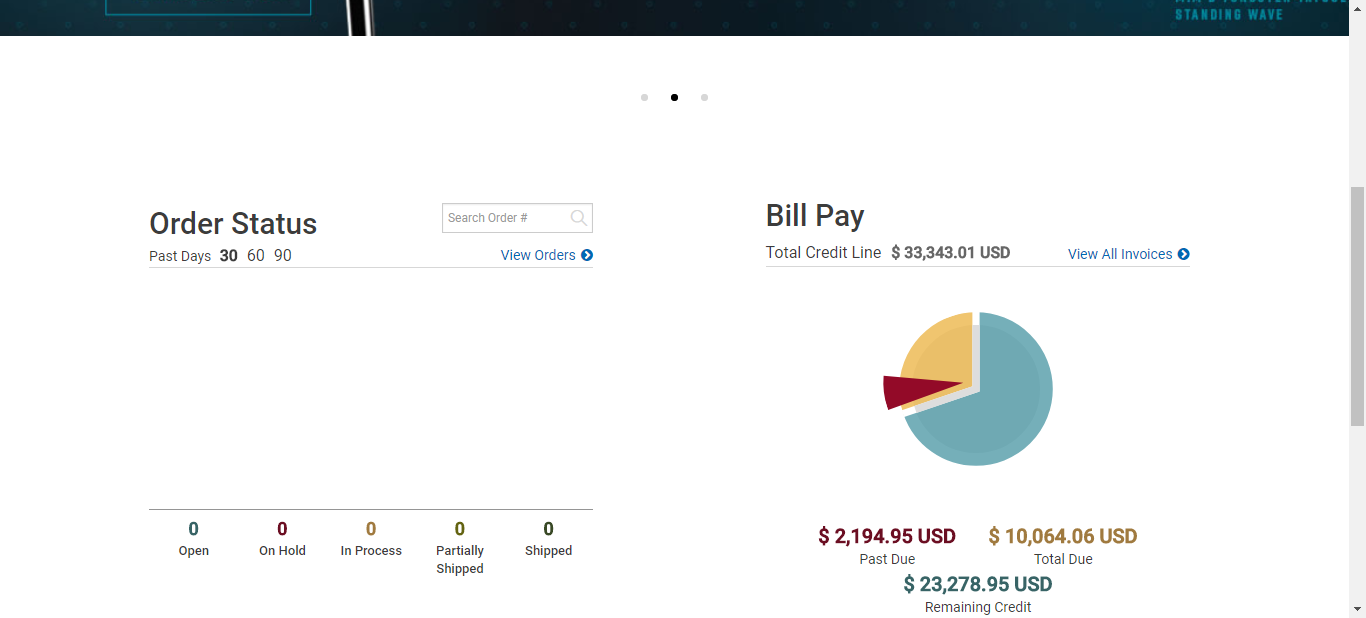 STANDING WAVE
Order Status
Search Order #
Past Days 30 60 90
View Orders
Bill Pay
Total Credit Line $ 33,343.01 USD
View All Invoices
0 0 0 0 0
Open On Hold In Process Partially Shipped Shipped
$ 2,194.95 USD $ 10,064.06 USD
Past Due Total Due
$ 23,278.95 USD
Remaining Credit